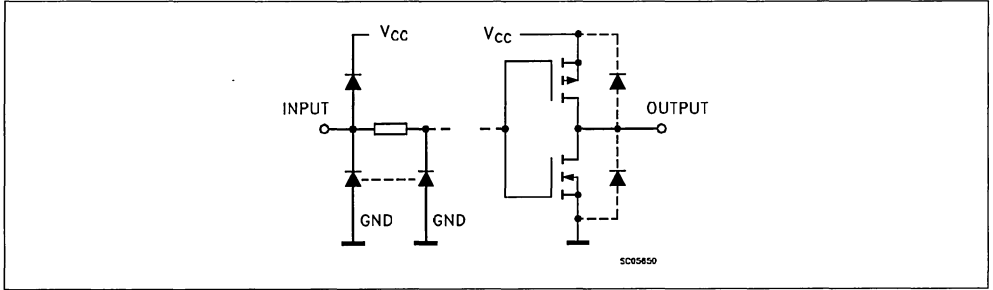 VCC
VCC
INPUT
OUTPUT
GND
GND
SC05650